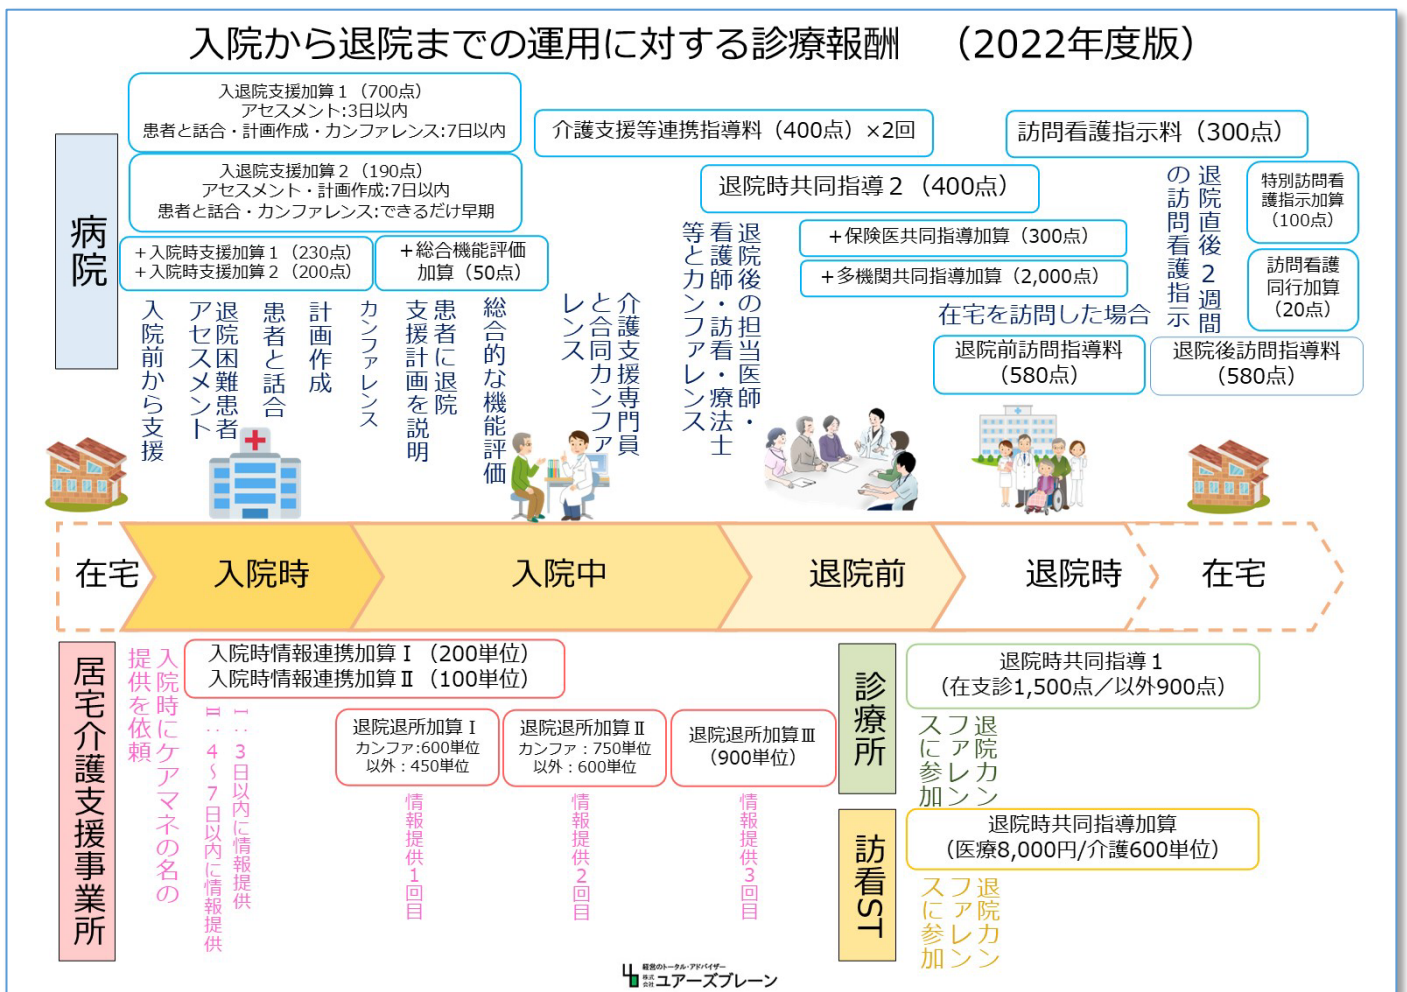 入院から退院までの運用に対する診療報酬　（2022年度版）
病院
入退院支援加算１（700点）
アセスメント:3日以内
患者と話合・計画作成・カンファレンス:7日以内
入退院支援加算２（190点）
アセスメント・計画作成:7日以内
患者と話合・カンファレンス:できるだけ早期
＋入院時支援加算１（230点）
＋入院時支援加算２（200点）
＋総合機能評価
加算（50点）
介護支援等連携指導料（400点）×2回
退院時共同指導２（400点）
＋保険医共同指導加算（300点）
＋多機関共同指導加算（2,000点）
訪問看護指示料（300点）
特別訪問看
護指示加算
（100点）
訪問看護
同行加算
（20点）
在宅を訪問した場合
退院前訪問指導料
（580点）
退院後訪問指導料
（580点）
入院前から支援
退院困難患者
アセスメント
患者と話合
計画作成
カンファレンス
患者に退院
支援計画を説明
総合的な機能評価
介護支援専門員
と合同カンファ
レンス
退院後の担当医師・
看護師・訪看・療法士
等とカンファレンス
退院直後２週間
の訪問看護指示
在宅
入院時
入院中
退院前
退院時
在宅
居宅介護支援事業所
入院時にケアマネの名の
提供を依頼
入院時情報連携加算Ⅰ（200単位）
入院時情報連携加算Ⅱ（100単位）
Ⅰ：３日以内に情報提供
Ⅱ：４～７日以内に情報提供
退院退所加算Ⅰ
カンファ:600単位
以外：450単位
退院退所加算Ⅱ
カンファ：750単位
以外：600単位
退院退所加算Ⅲ
（900単位）
情報提供１回目
情報提供２回目
情報提供３回目
診療所
退院時共同指導１
（在支診1,500点／以外900点）
退院カン
ファレン
スに参加
訪看ST
退院時共同指導加算
（医療8,000円/介護600単位）
退院カン
ファレン
スに参加
経営のトータル・アドバイザー
株式会社ユアーズブレーン